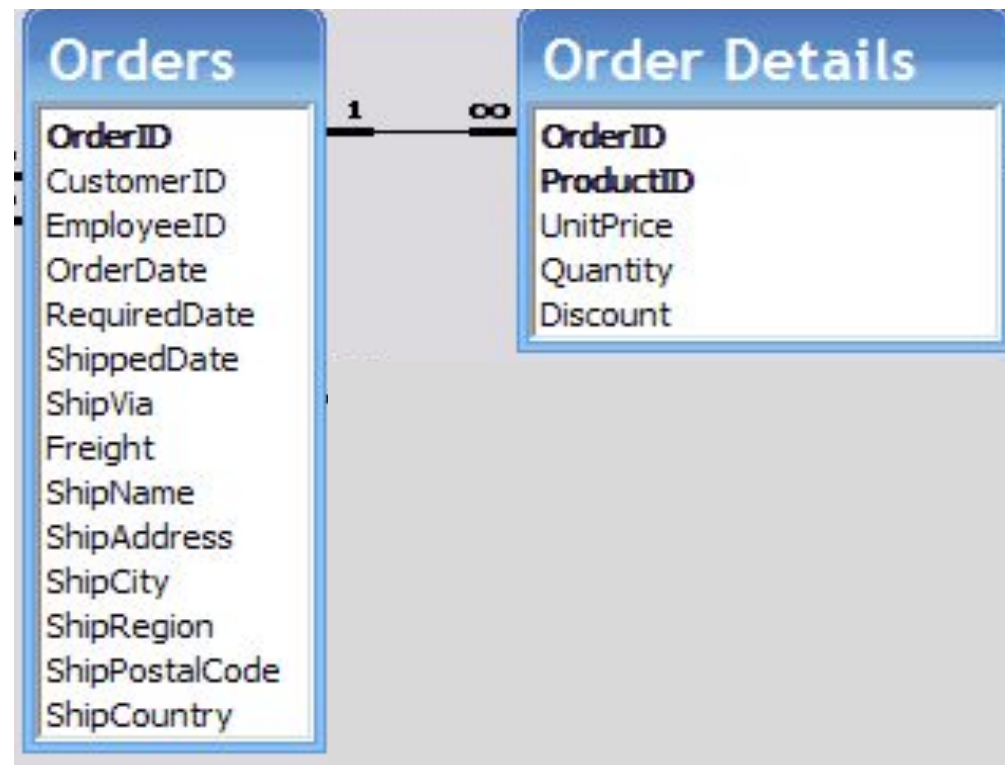 Orders
OrderID
CustomerID
EmployeeID
OrderDate
RequiredDate
ShippedDate
ShipVia
Freight
ShipName
ShipAddress
ShipCity
ShipRegion
ShipPostalCode
ShipCountry
1 ∞
Order Details
OrderID
ProductID
UnitPrice
Quantity
Discount